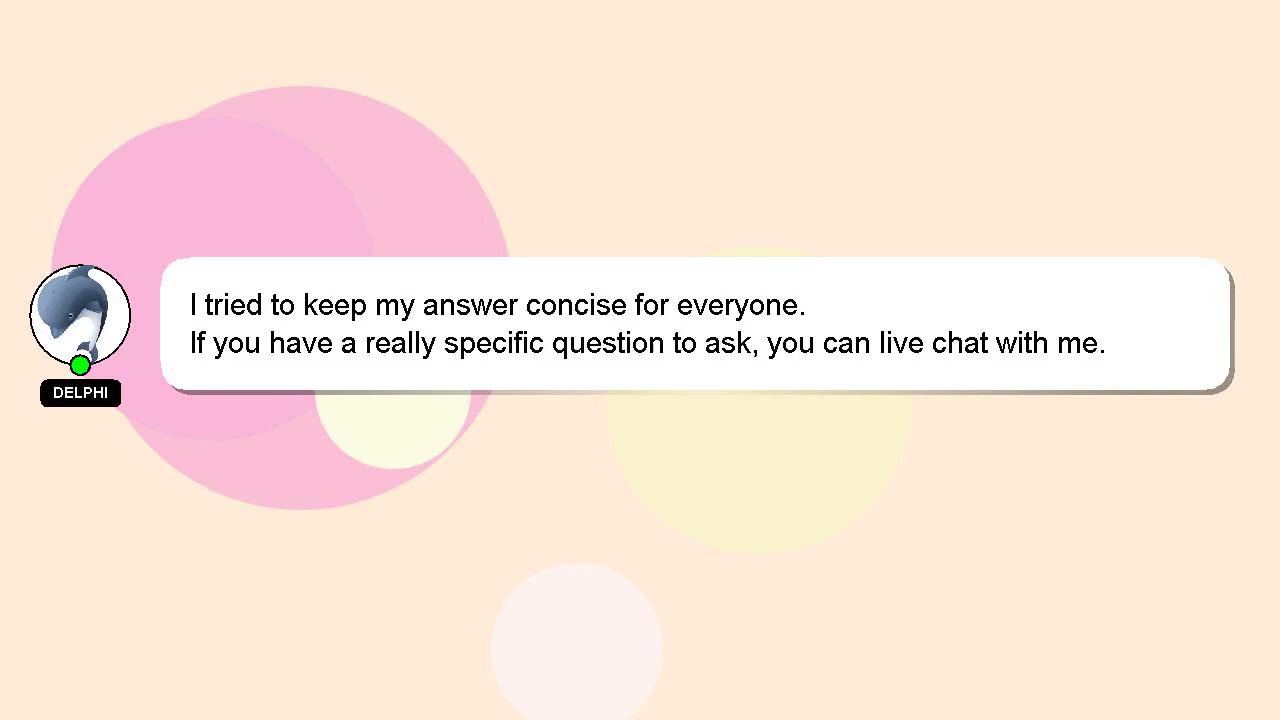 I tried to keep my answer concise for everyone.
If you have a really specific question to ask, you can live chat with me.
DELPHI